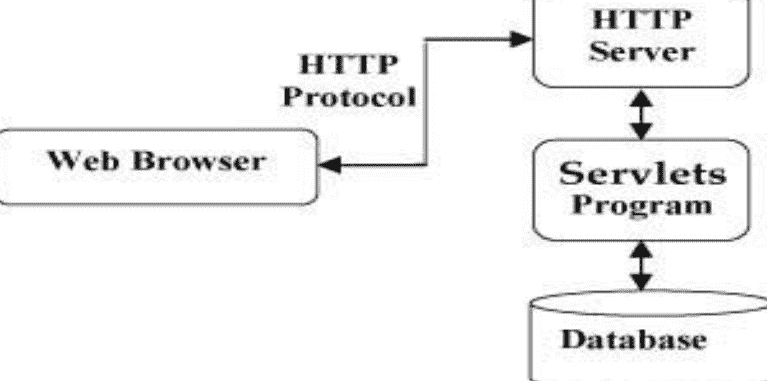 HTTP
Server
HTTP
Protocol
Web Browser
Servlets
Program
Database